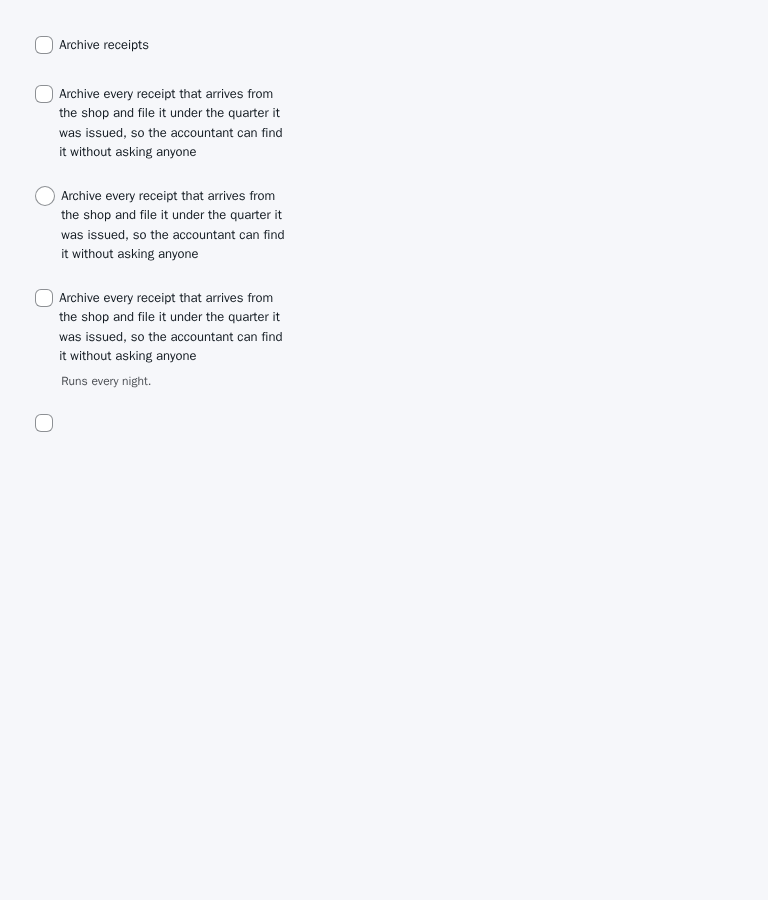 Archive receipts
Archive every receipt that arrives from
the shop and file it under the quarter it
was issued, so the accountant can find
it without asking anyone
Archive every receipt that arrives from
the shop and file it under the quarter it
was issued, so the accountant can find
it without asking anyone
Archive every receipt that arrives from
the shop and file it under the quarter it
was issued, so the accountant can find
it without asking anyone
Runs every night.